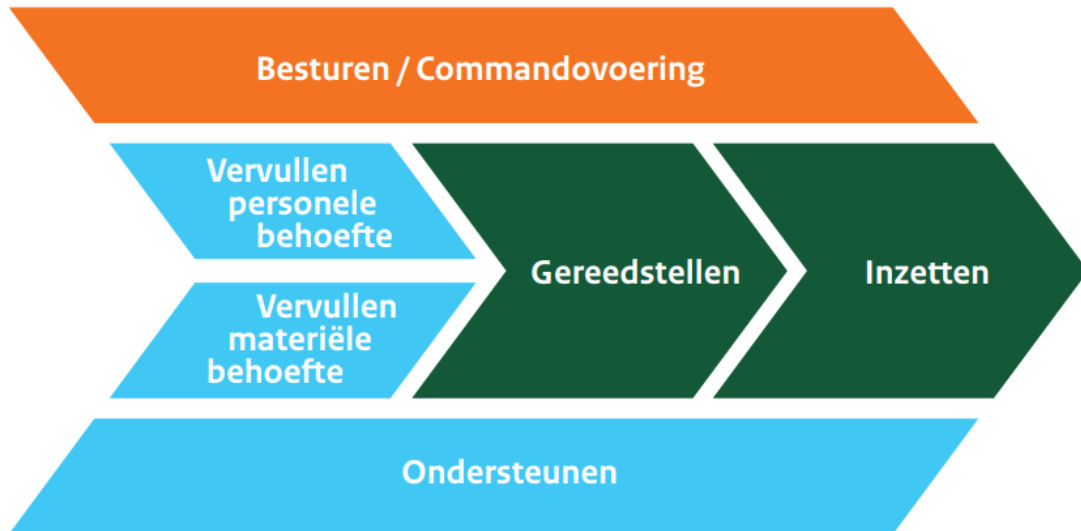 Besturen / Commandovoering
Vervullen
personele
behoefte
Vervullen
materiële
behoefte
Gereedstellen
Inzetten
Ondersteunen